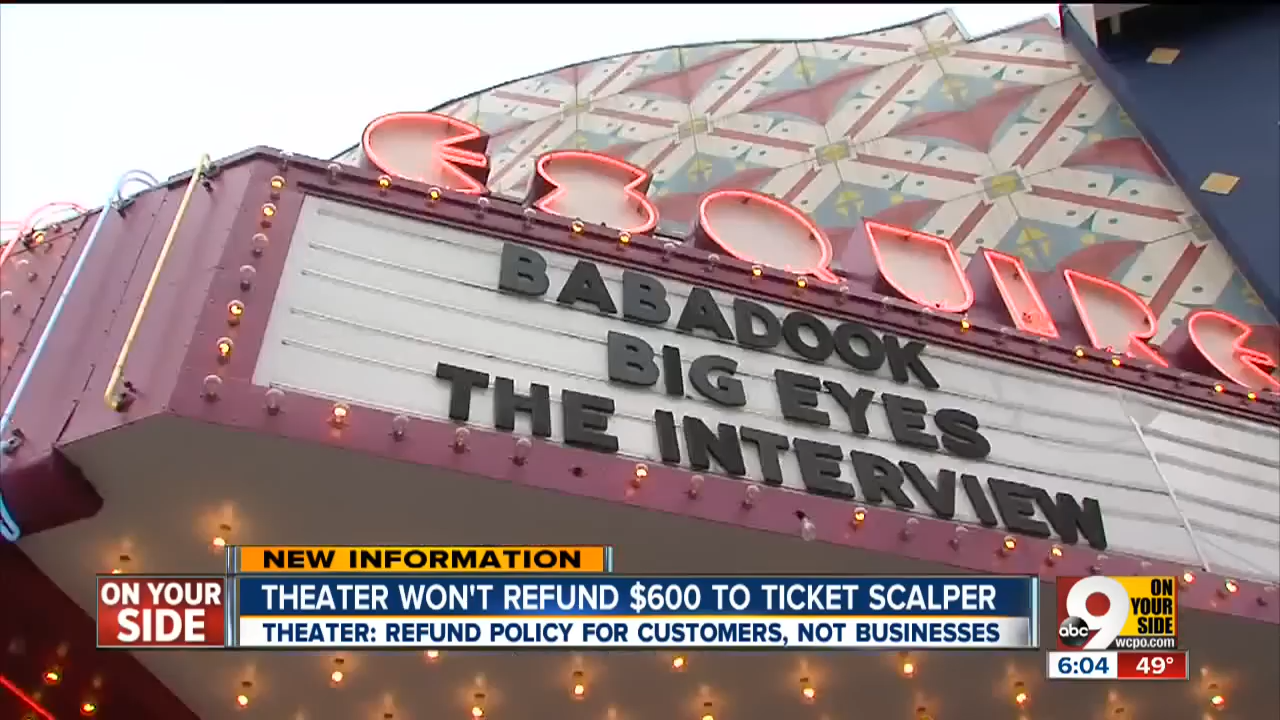 ESQUIRE
BABADOOK
BIG EYES
THE INTERVIEW
NEW INFORMATION
ON YOUR SIDE
THEATER WON'T REFUND $600 TO TICKET SCALPER
THEATER: REFUND POLICY FOR CUSTOMERS, NOT BUSINESSES
abc 9 ON YOUR SIDE
wcpo.com
6:04 49°